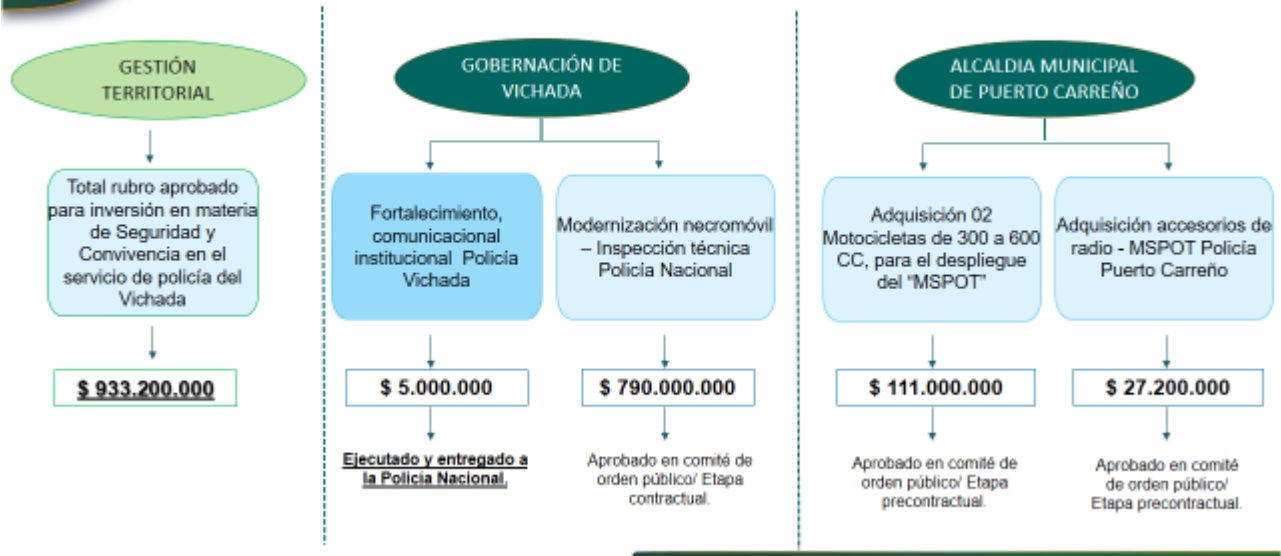 GESTIÓN
TERRITORIAL
Total rubro aprobado
para inversión en materia
de Seguridad y
Convivencia en el
servicio de policía del
Vichada
$ 933.200.000
GOBERNACIÓN DE
VICHADA
Fortalecimiento,
comunicacional
institucional Policía
Vichada
$ 5.000.000
Ejecutado y entregado a
la Policía Nacional.
Modernización necromóvil
– Inspección técnica
Policía Nacional
$ 790.000.000
Aprobado en comité de
orden público/ Etapa
contractual.
ALCALDIA MUNICIPAL
DE PUERTO CARREÑO
Adquisición 02
Motocicletas de 300 a 600
CC, para el despliegue
del “MSPOT”
$ 111.000.000
Aprobado en comité de
orden público/ Etapa
precontractual.
Adquisición accesorios de
radio - MSPOT Policía
Puerto Carreño
$ 27.200.000
Aprobado en comité
de orden público/
Etapa precontractual.